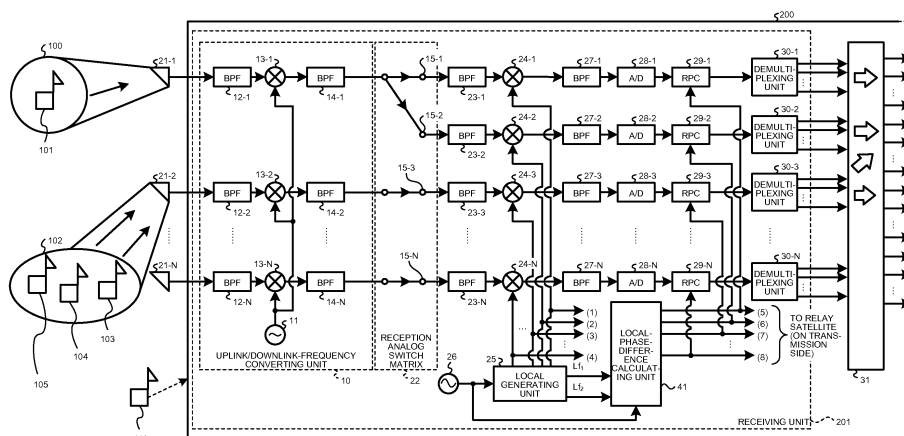 200
100
21-1
13-1
15-1
24-1
27-1
28-1
29-1
30-1
BPF
BPF
BPF
BPF
A/D
RPC
DEMULTI-
PLEXING
UNIT
12-1
14-1
23-1
101
15-2
24-2
27-2
28-2
29-2
30-2
BPF
BPF
A/D
RPC
DEMULTI-
PLEXING
UNIT
23-2
21-2
13-2
15-3
24-3
27-3
28-3
29-3
30-3
BPF
BPF
BPF
BPF
A/D
RPC
DEMULTI-
PLEXING
UNIT
12-2
14-2
23-3
102
21-N
13-N
15-N
24-N
27-N
28-N
29-N
30-N
BPF
BPF
BPF
BPF
A/D
RPC
DEMULTI-
PLEXING
UNIT
12-N
14-N
23-N
103
104
105
11
UPLINK/DOWNLINK-FREQUENCY
CONVERTING UNIT
10
RECEPTION
ANALOG
SWITCH
MATRIX
22
26
25
LOCAL
GENERATING
UNIT
(1)
(2)
(3)
(4)
Lf1
Lf2
LOCAL-
PHASE-
DIFFER-
ENCE
CALCULAT-
ING UNIT
41
(5)
(6)
(7)
(8)
TO RELAY
SATELLITE
(ON TRANS-
MISSION
SIDE)
31
RECEIVING UNIT
201